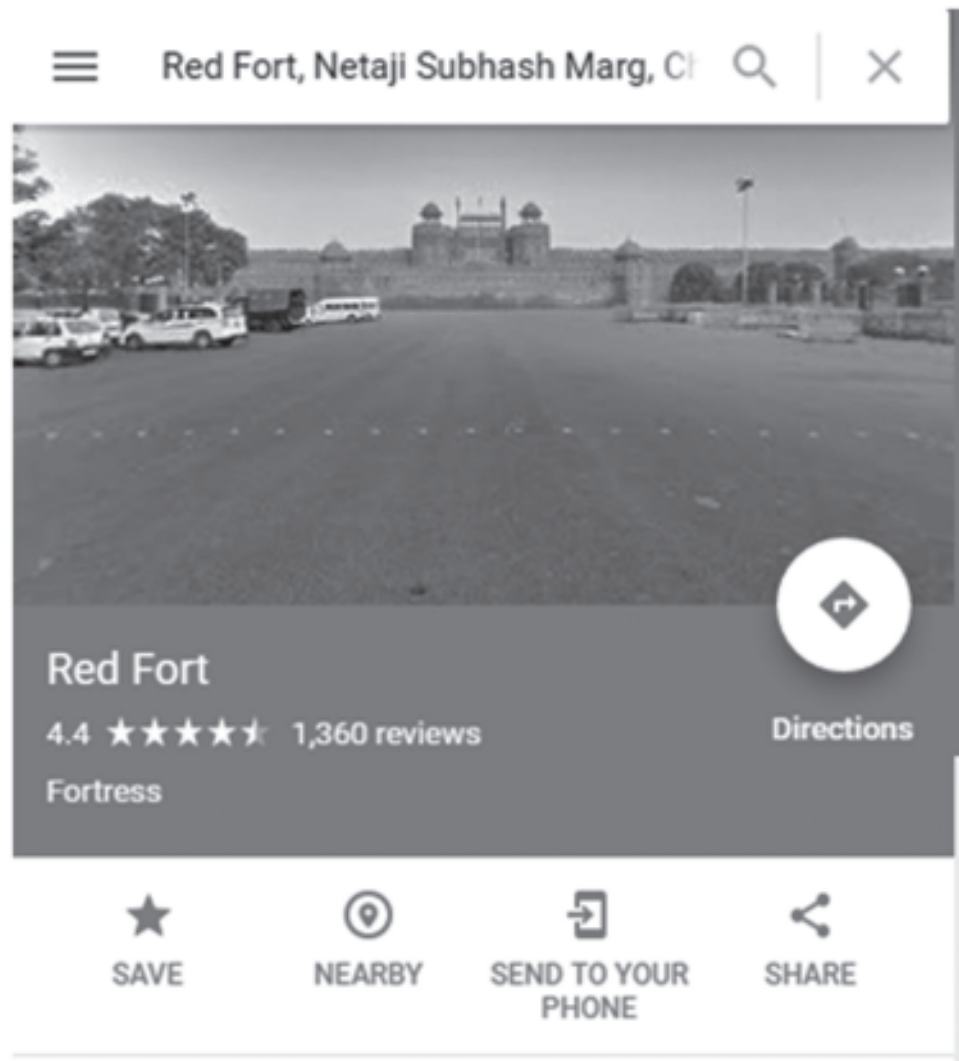 Red Fort, Netaji Subhash Marg,
Red Fort
4.4 1,360 reviews
Directions
Fortress
SAVE
NEARBY
SEND TO YOUR
PHONE
SHARE